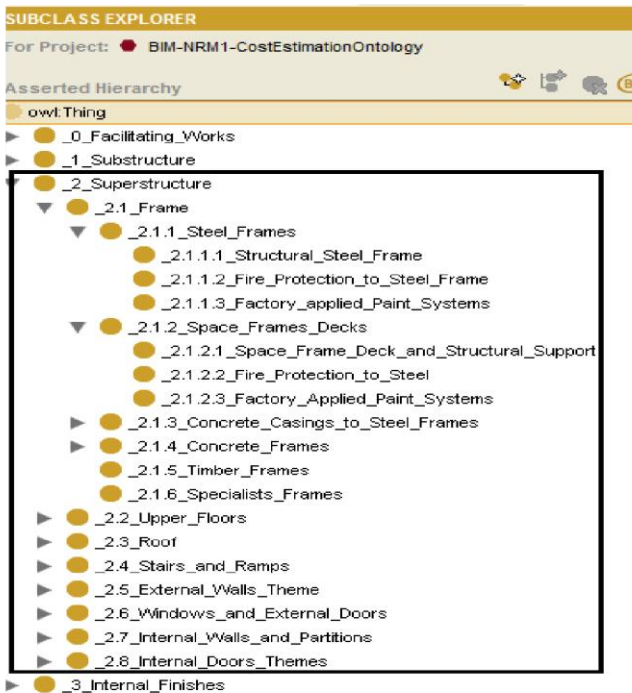 SUBCLASS EXPLORER
For Project: BIM-NRM1-CostEstimationOntology
Asserted Hierarchy
owl:Thing
_0_Facilitating_Works
_1_Substructure
_2_Superstructure
_2.1_Frame
_2.1.1_Steel_Frames
_2.1.1.1_Structural_Steel_Frame
_2.1.1.2_Fire_Protection_to_Steel_Frame
_2.1.1.3_Factory_applied_Paint_Systems
_2.1.2_Space_Frames_Decks
_2.1.2.1_Space_Frame_Deck_and_Structural_Support
_2.1.2.2_Fire_Protection_to_Steel
_2.1.2.3_Factory_Applied_Paint_Systems
_2.1.3_Concrete_Casings_to_Steel_Frames
_2.1.4_Concrete_Frames
_2.1.5_Timber_Frames
_2.1.6_Specialists_Frames
_2.2_Upper_Floors
_2.3_Roof
_2.4_Stairs_and_Ramps
_2.5_External_Walls_Theme
_2.6_Windows_and_External_Doors
_2.7_Internal_Walls_and_Partitions
_2.8_Internal_Doors_Themes
_3_Internal_Finishes